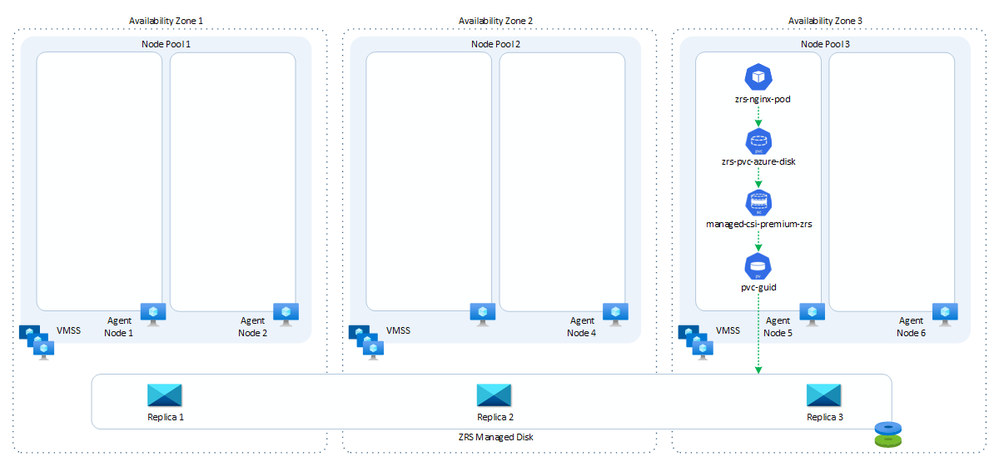 Availability Zone 1
Availability Zone 2
Availability Zone 3
Node Pool 1
Node Pool 2
Node Pool 3
zrs-nginx-pod
pvc
zrs-pvc-azure-disk
sc
managed-csi-premium-zrs
pv
pvc-guid
VMSS
Agent
Node 1
Agent
Node 2
VMSS
Agent
Node 4
VMSS
Agent
Node 5
Agent
Node 6
Replica 1
Replica 2
Replica 3
ZRS Managed Disk